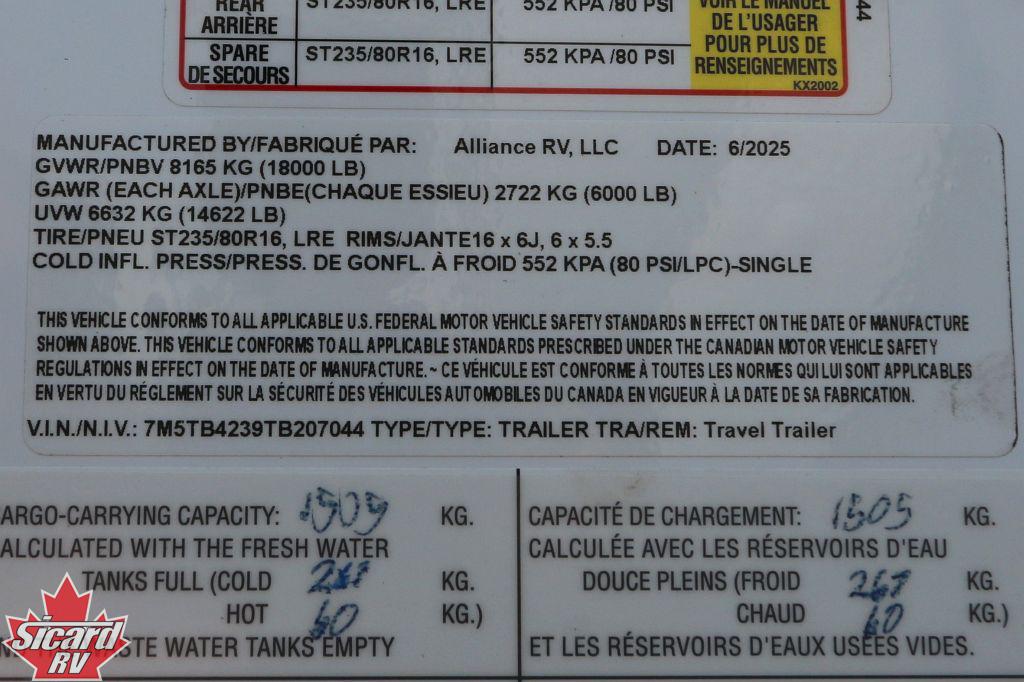 REAR ST235/80R16, LRE 552 KPA /80 PSI VOIR LE MANUEL
ARRIÈRE DE L'USAGER
SPARE ST235/80R16, LRE 552 KPA /80 PSI POUR PLUS DE
DE SECOURS RENSEIGNEMENTS
KX2002
44
MANUFACTURED BY/FABRIQUÉ PAR: Alliance RV, LLC DATE: 6/2025
GVWR/PNBV 8165 KG (18000 LB)
GAWR (EACH AXLE)/PNBE(CHAQUE ESSIEU) 2722 KG (6000 LB)
UVW 6632 KG (14622 LB)
TIRE/PNEU ST235/80R16, LRE RIMS/JANTE16 x 6J, 6 x 5.5
COLD INFL. PRESS/PRESS. DE GONFL. À FROID 552 KPA (80 PSI/LPC)-SINGLE
THIS VEHICLE CONFORMS TO ALL APPLICABLE U.S. FEDERAL MOTOR VEHICLE SAFETY STANDARDS IN EFFECT ON THE DATE OF MANUFACTURE
SHOWN ABOVE. THIS VEHICLE CONFORMS TO ALL APPLICABLE STANDARDS PRESCRIBED UNDER THE CANADIAN MOTOR VEHICLE SAFETY
REGULATIONS IN EFFECT ON THE DATE OF MANUFACTURE. ~ CE VÉHICULE EST CONFORME À TOUTES LES NORMES QUI LUI SONT APPLICABLES
EN VERTU DU RÉGLEMENT SUR LA SÉCURITÉ DES VÉHICULES AUTOMOBILES DU CANADA EN VIGUEUR À LA DATE DE SA FABRICATION.
V.I.N./N.I.V.: 7M5TB4239TB207044 TYPE/TYPE: TRAILER TRA/REM: Travel Trailer
ARGO-CARRYING CAPACITY: 1505 KG.
ALCULATED WITH THE FRESH WATER
TANKS FULL (COLD 267 KG.
HOT 60 KG.)
STE WATER TANKS EMPTY
CAPACITÉ DE CHARGEMENT: 1505 KG.
CALCULÉE AVEC LES RÉSERVOIRS D'EAU
DOUCE PLEINS (FROID 267 KG.
CHAUD 60 KG.)
ET LES RÉSERVOIRS D'EAUX USÉES VIDES.
Sicard
RV